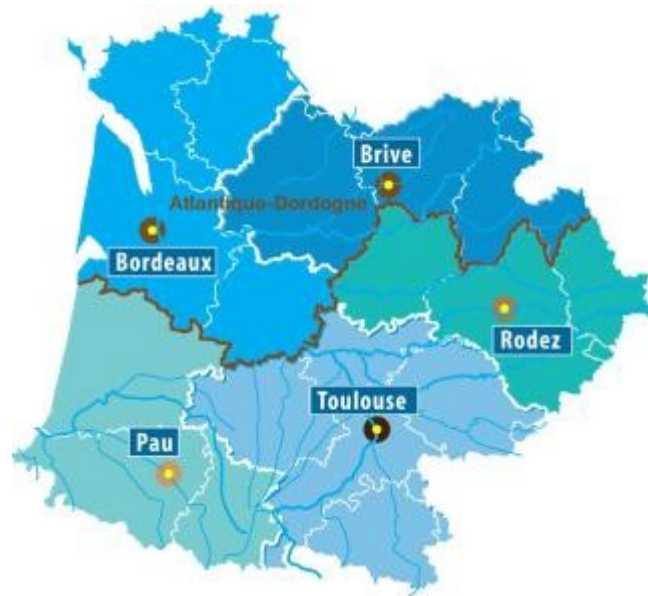 Brive
Atlantique-Dordogne
Bordeaux
Rodez
Toulouse
Pau